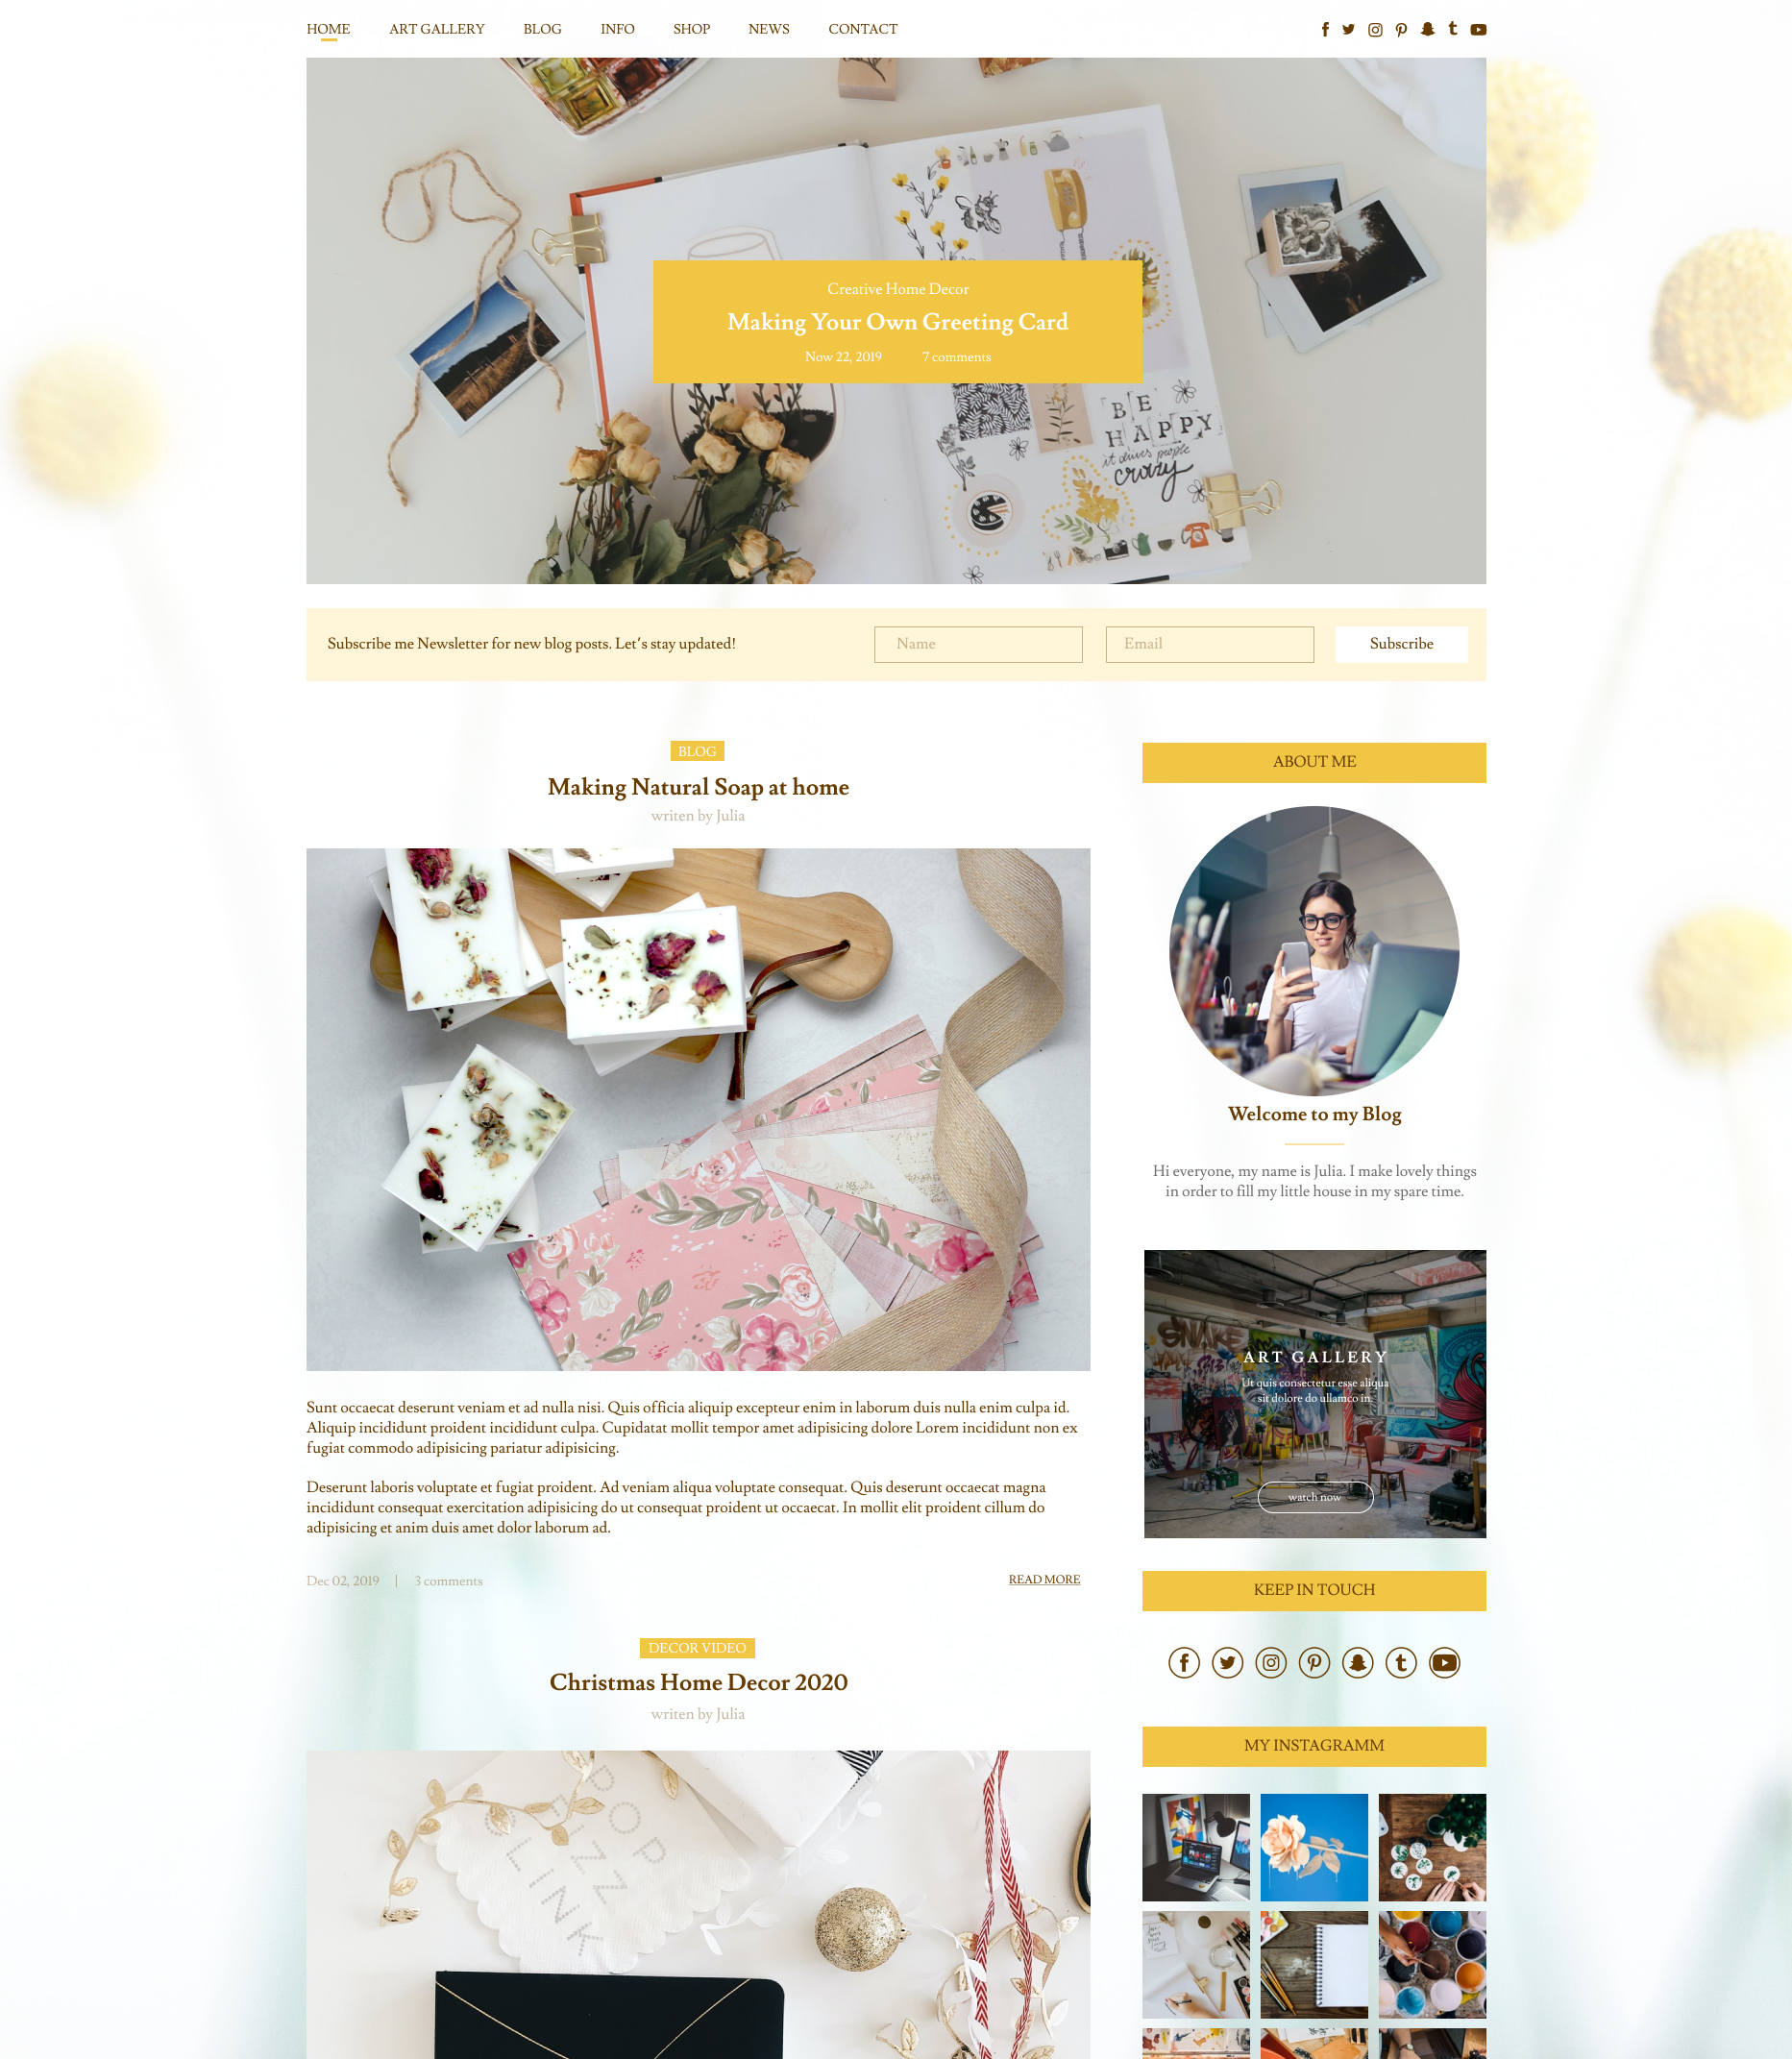 HOME
ART GALLERY
BLOG
INFO
SHOP
NEWS
CONTACT
Creative Home Decor
Making Your Own Greeting Card
Now 22, 2019
7 comments
BE
HAPPY
it drives people
crazy
Subscribe me Newsletter for new blog posts. Let's stay updated!
Name
Email
Subscribe
BLOG
Making Natural Soap at home
writen by Julia
Sunt occaecat deserunt veniam et ad nulla nisi. Quis officia aliquip excepteur enim in laborum duis nulla enim culpa id.
Aliquip incididunt proident incididunt culpa. Cupidatat mollit tempor amet adipisicing dolore Lorem incididunt non ex
fugiat commodo adipisicing pariatur adipisicing.
Deserunt laboris voluptate et fugiat proident. Ad veniam aliqua voluptate consequat. Quis deserunt occaecat magna
incididunt consequat exercitation adipisicing do ut consequat proident ut occaecat. In mollit elit proident cillum do
adipisicing et anim duis amet dolor laborum ad.
Dec 02, 2019 | 3 comments
READ MORE
DECOR VIDEO
Christmas Home Decor 2020
writen by Julia
POP
FIZZ
CLINK
ABOUT ME
Welcome to my Blog
Hi everyone, my name is Julia. I make lovely things
in order to fill my little house in my spare time.
SNAKE
ART GALLERY
Ut quis consectetur esse aliqua
sit dolore do ullamco in.
watch now
KEEP IN TOUCH
MY INSTAGRAMM